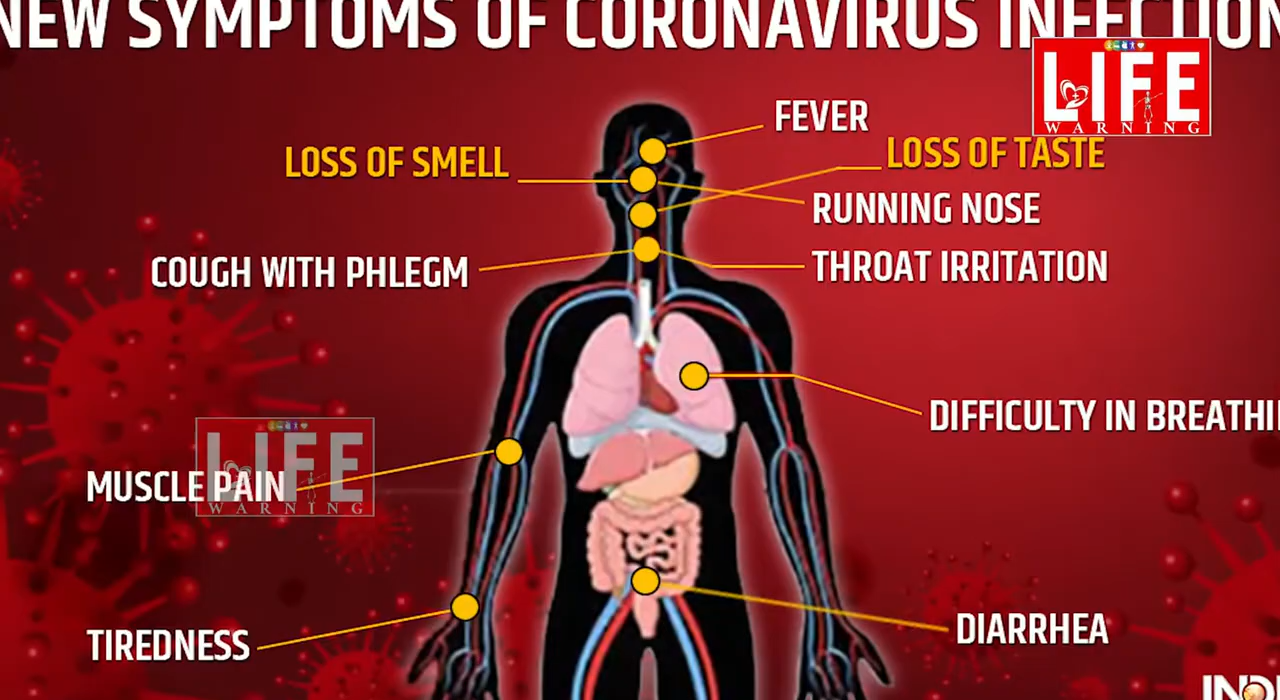 NEW SYMPTOMS OF CORONAVIRUS INFECTION
LIFE
WARNING
FEVER
LOSS OF SMELL
LOSS OF TASTE
RUNNING NOSE
COUGH WITH PHLEGM
THROAT IRRITATION
DIFFICULTY IN BREATHI
LIFE
WARNING
MUSCLE PAIN
TIREDNESS
DIARRHEA
IND